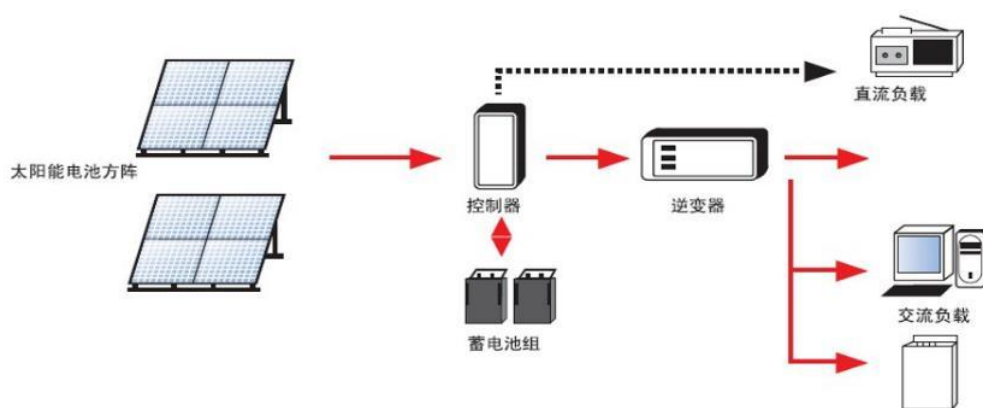 直流负载
太阳能电池方阵
控制器
逆变器
交流负载
蓄电池组